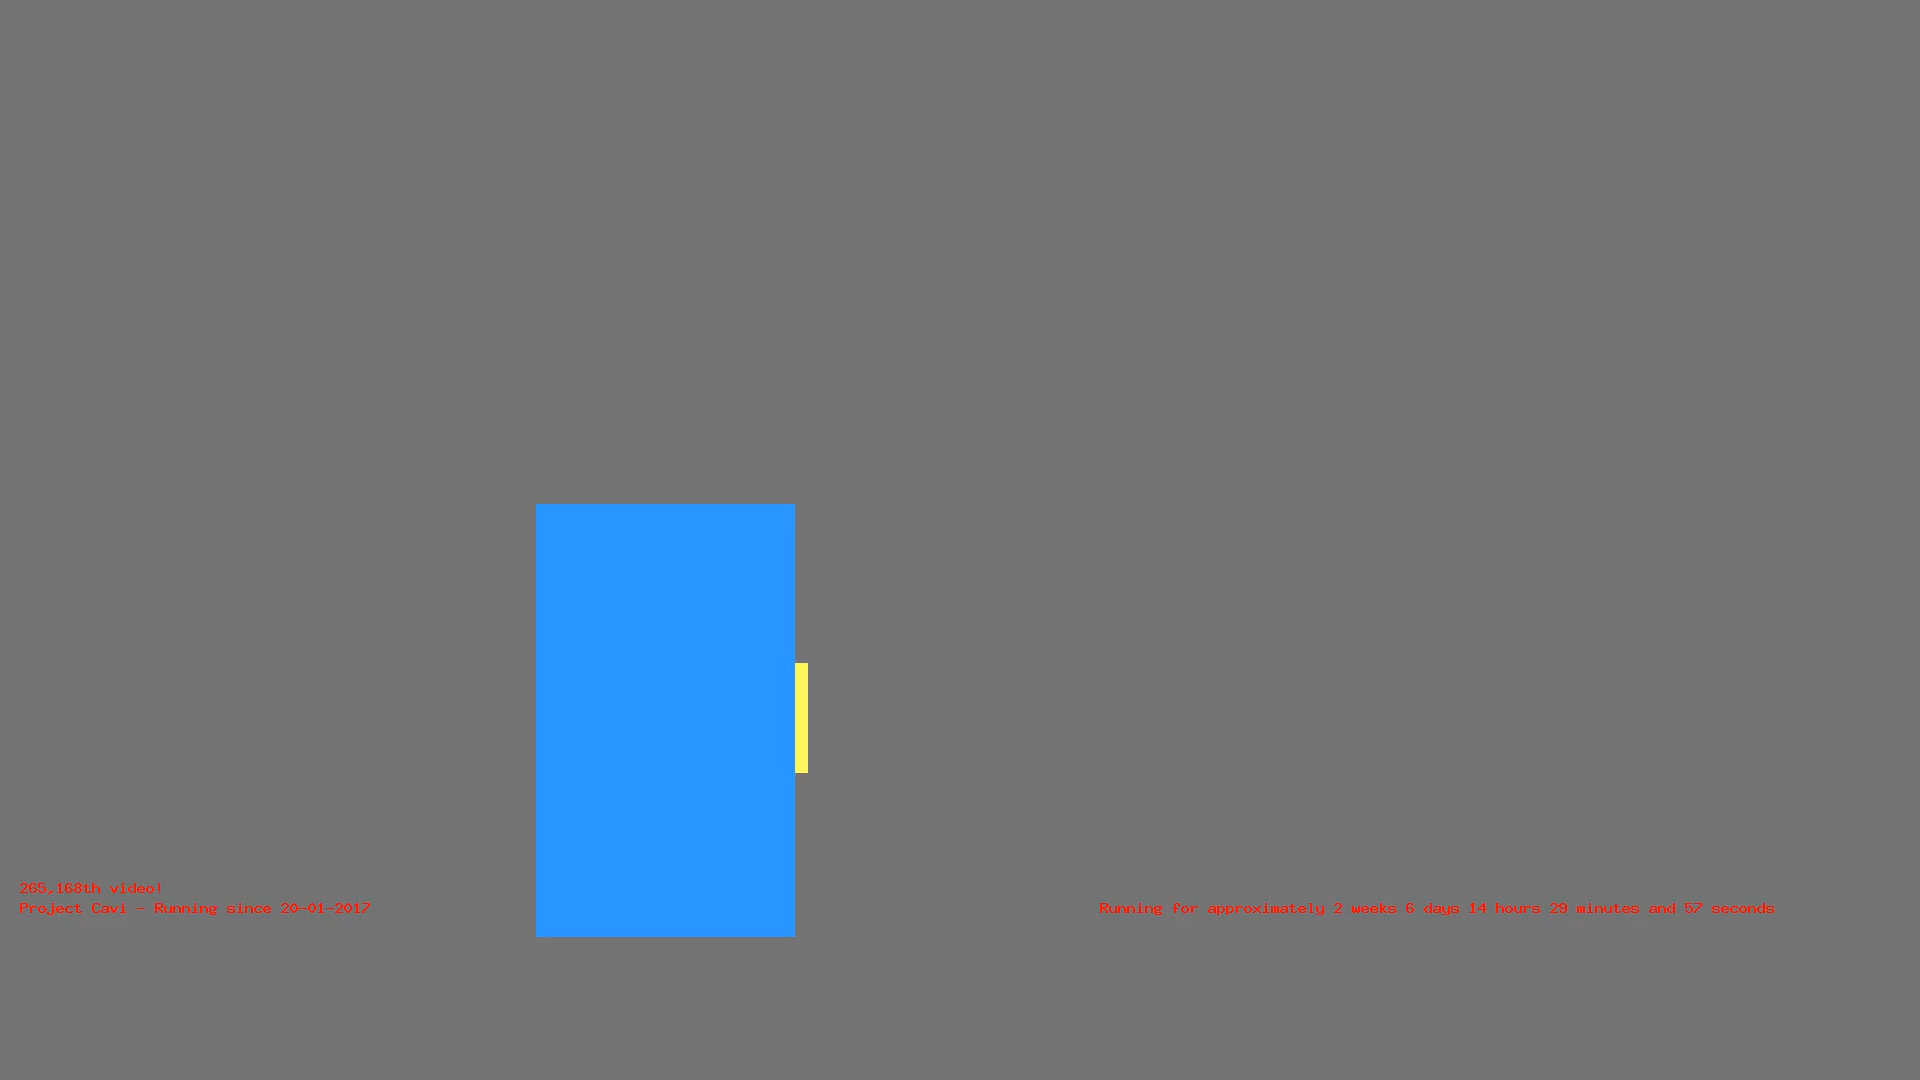 265,168th video!
Project Cavi - Running since 20-01-2017
Running for approximately 2 weeks 6 days 14 hours 29 minutes and 57 seconds